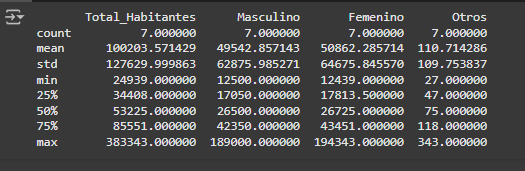 Total_Habitantes Masculino Femenino Otros
count 7.000000 7.000000 7.000000 7.000000
mean 100203.571429 49542.857143 50862.285714 110.714286
std 127629.999863 62875.985271 64675.845570 109.753837
min 24939.000000 12500.000000 12439.000000 27.000000
25% 34408.000000 17050.000000 17813.500000 47.000000
50% 53225.000000 26500.000000 26725.000000 75.000000
75% 85551.000000 42350.000000 43451.000000 118.000000
max 383343.000000 189000.000000 194343.000000 343.000000